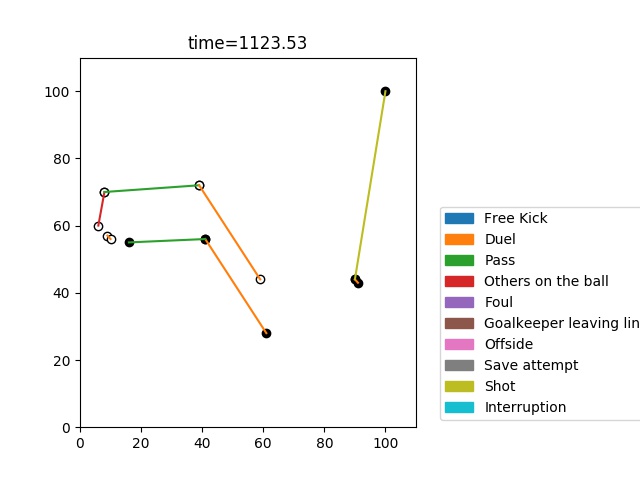 time=1123.53
100
80
60
40
20
0
0 20 40 60 80 100
Free Kick
Duel
Pass
Others on the ball
Foul
Goalkeeper leaving lin
Offside
Save attempt
Shot
Interruption